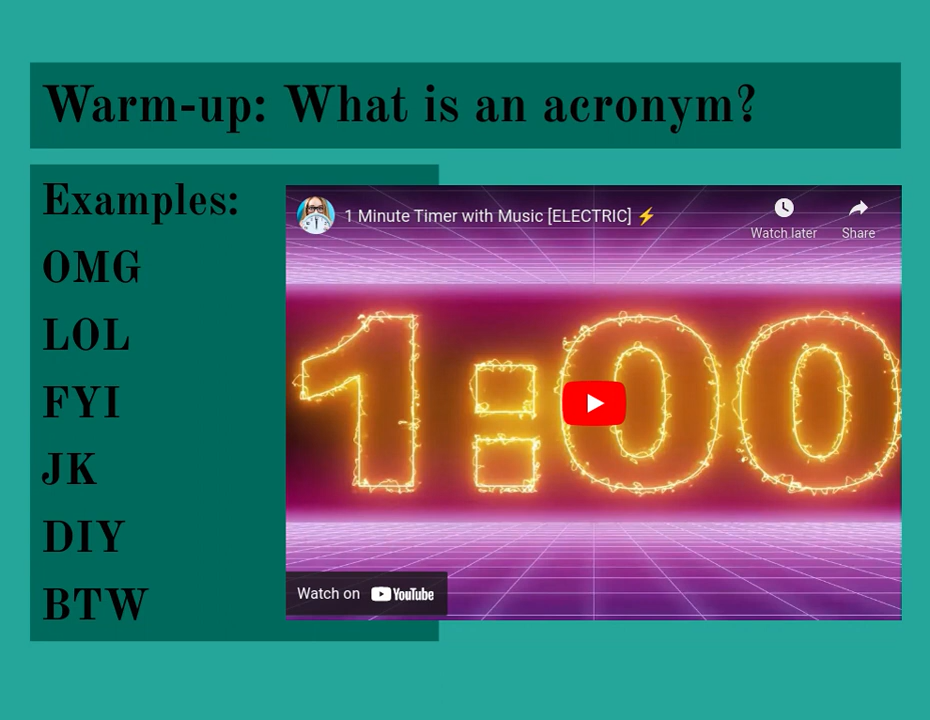 Warm-up: What is an acronym?
Examples:
OMG
LOL
FYI
JK
DIY
BTW
1 Minute Timer with Music [ELECTRIC] ⚡
Watch later
Share
1:00
Watch on YouTube